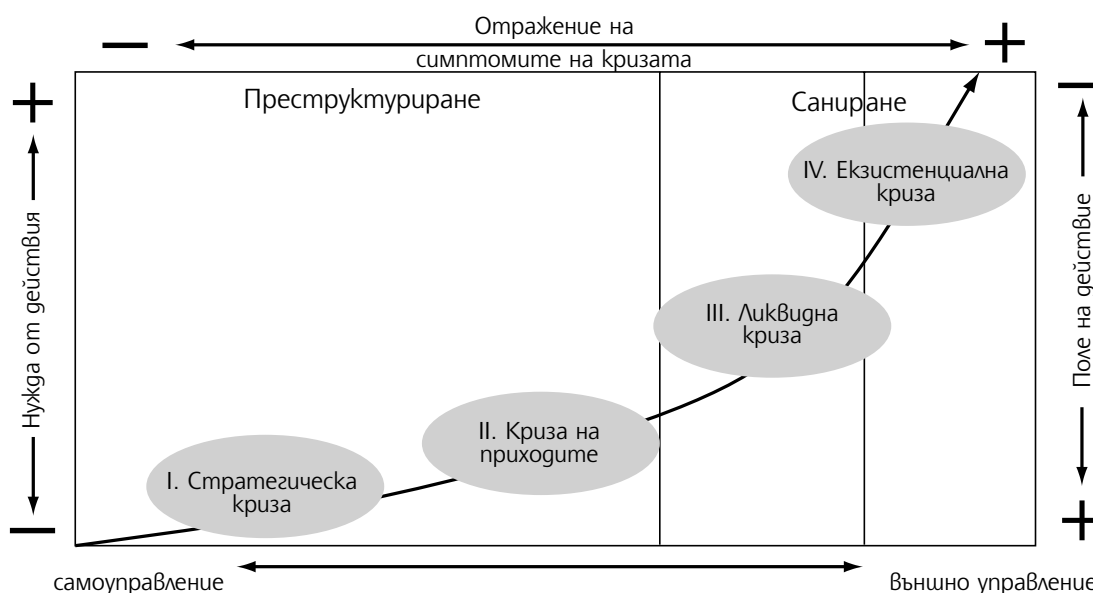 Отражение на
симптомите на кризата
− +
+ −
Преструктуриране
Саниране
IV. Екзистенциална
криза
Нужда от действия
Поле на действие
III. Ликвидна
криза
II. Криза на
приходите
I. Стратегическа
криза
− +
самоуправление
външно управление